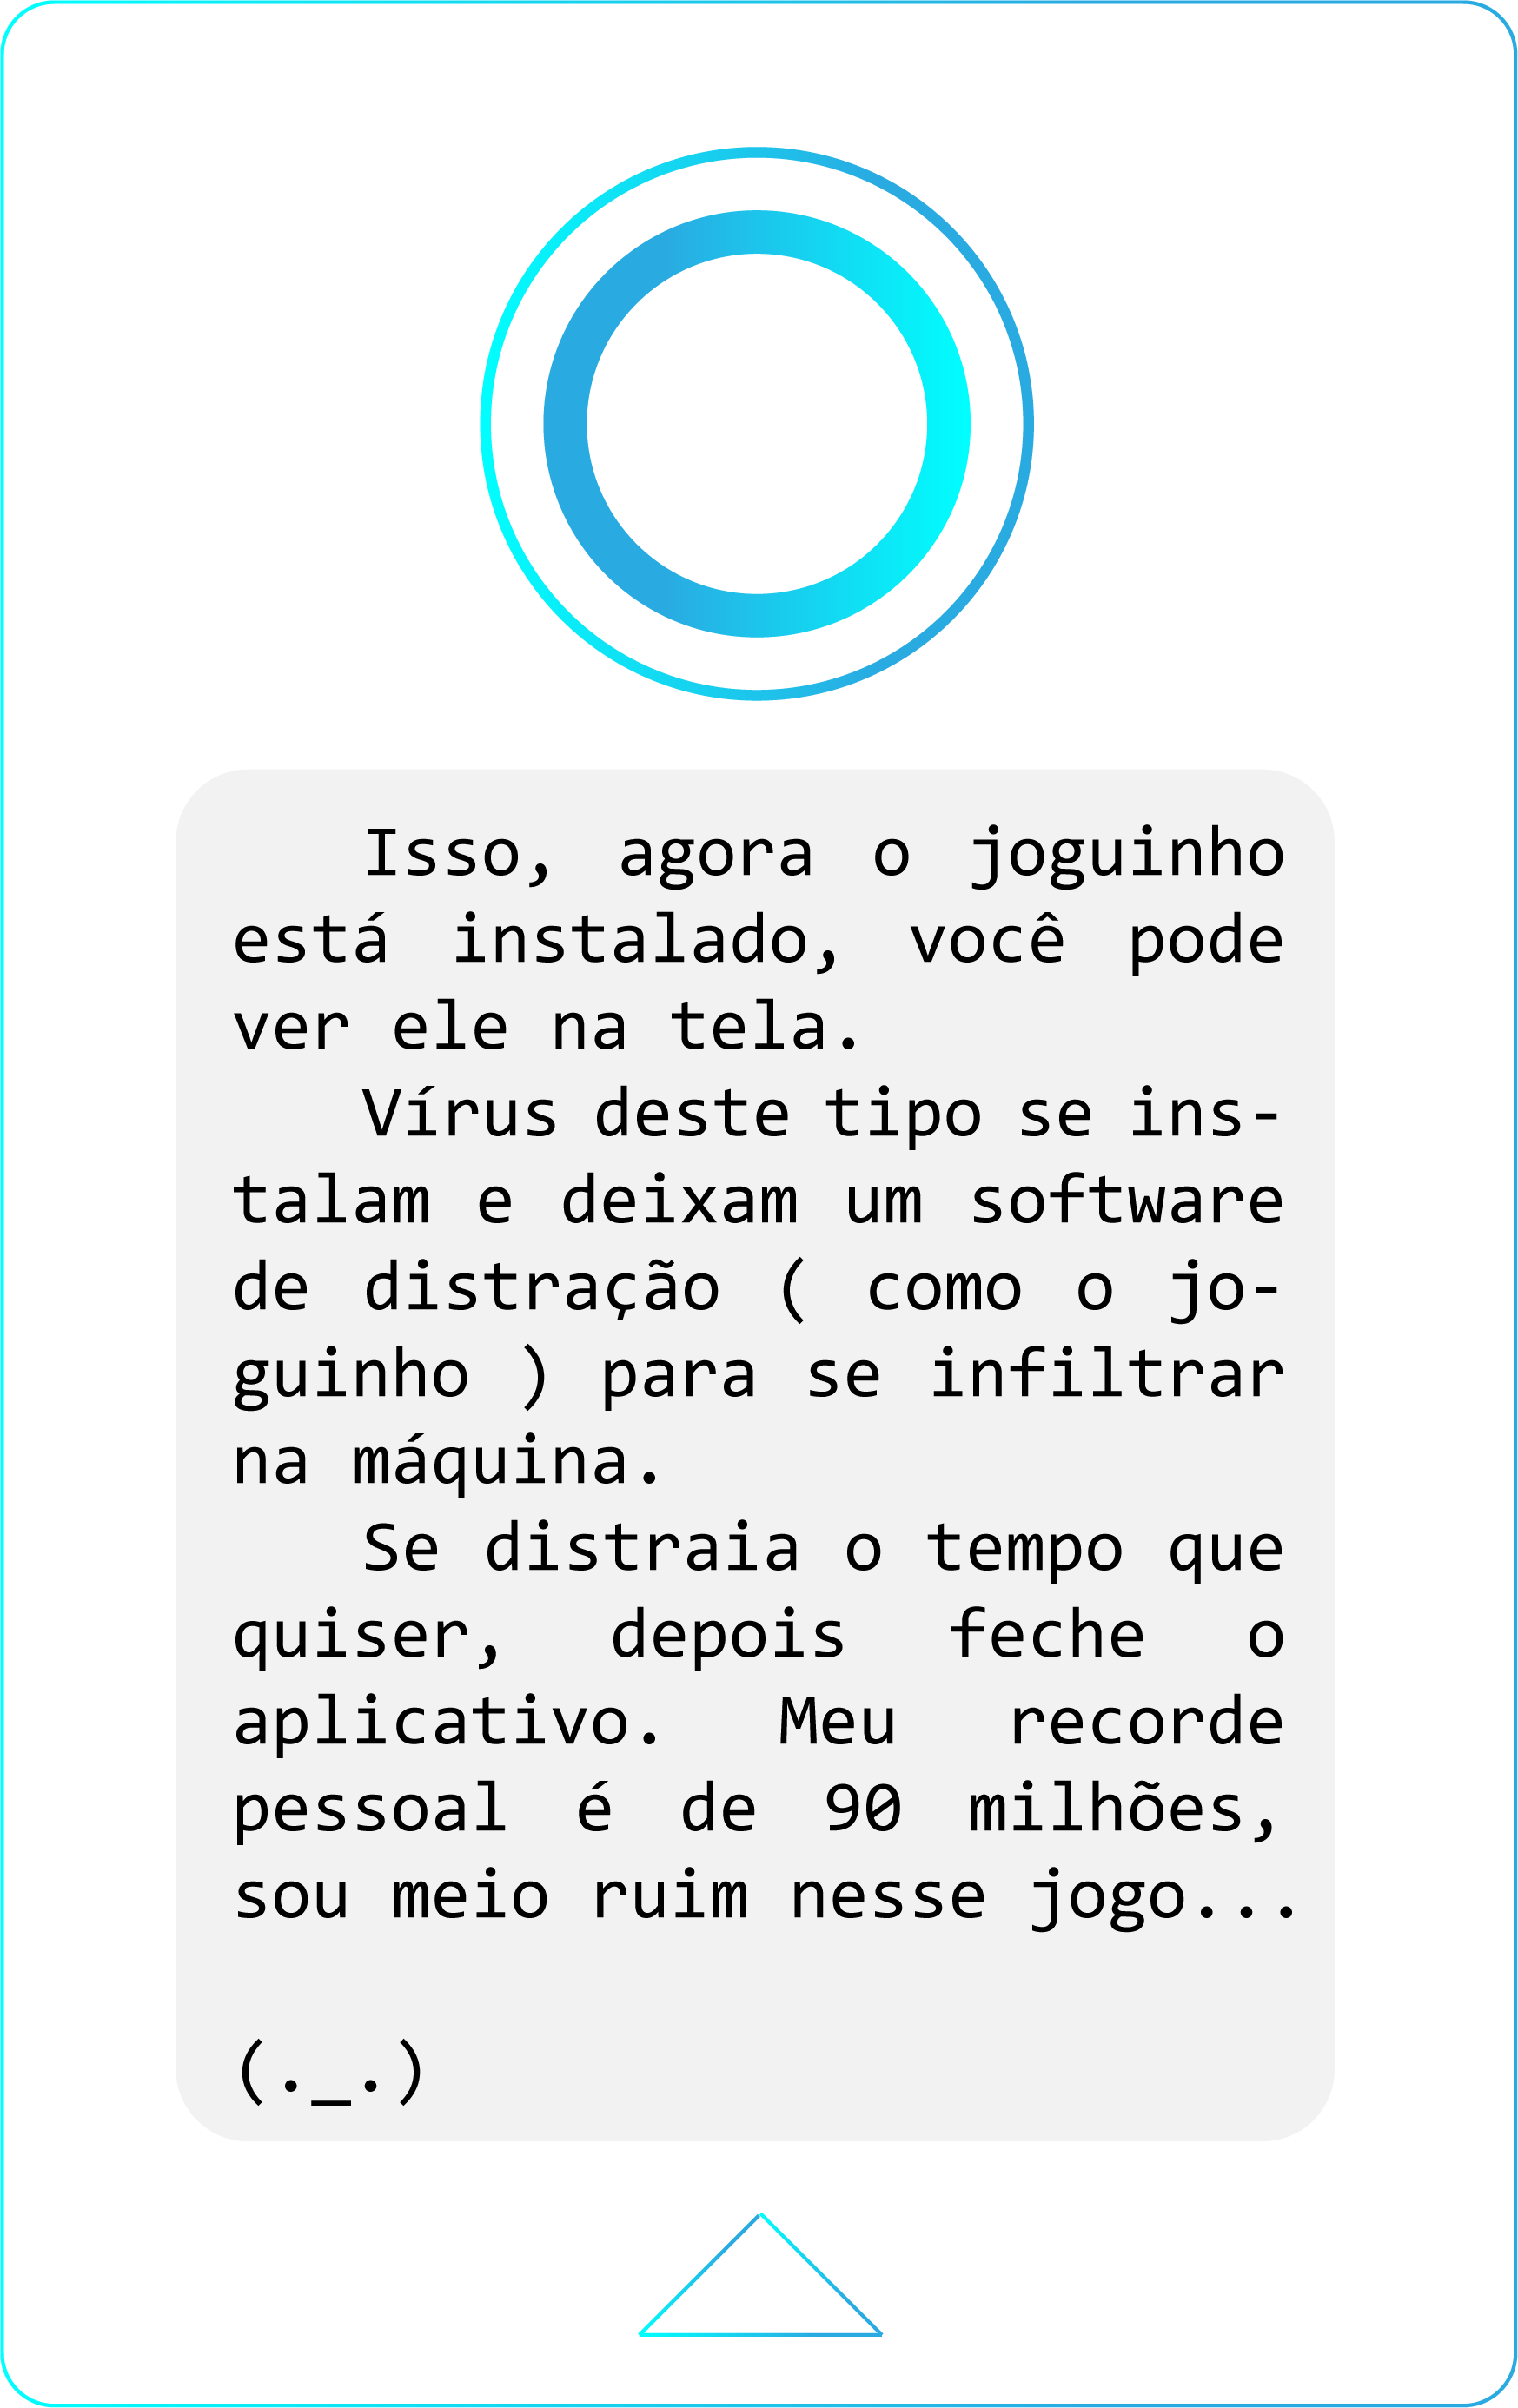 Isso, agora o joguinho
está instalado, você pode
ver ele na tela.
Vírus deste tipo se ins-
talam e deixam um software
de distração ( como o jo-
guinho ) para se infiltrar
na máquina.
Se distraia o tempo que
quiser, depois feche o
aplicativo. Meu recorde
pessoal é de 90 milhões,
sou meio ruim nesse jogo...
(._.)